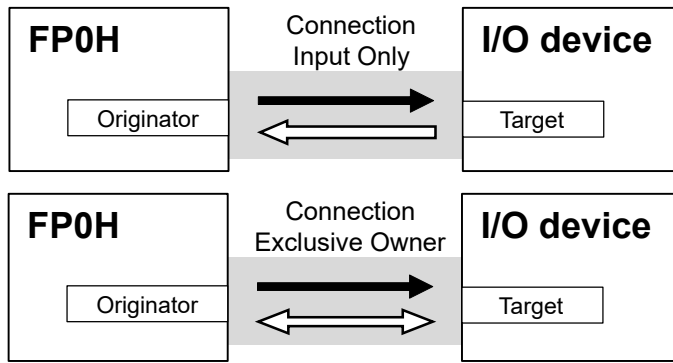 FP0H
Connection
Input Only
I/O device
Originator
Target
FP0H
Connection
Exclusive Owner
I/O device
Originator
Target